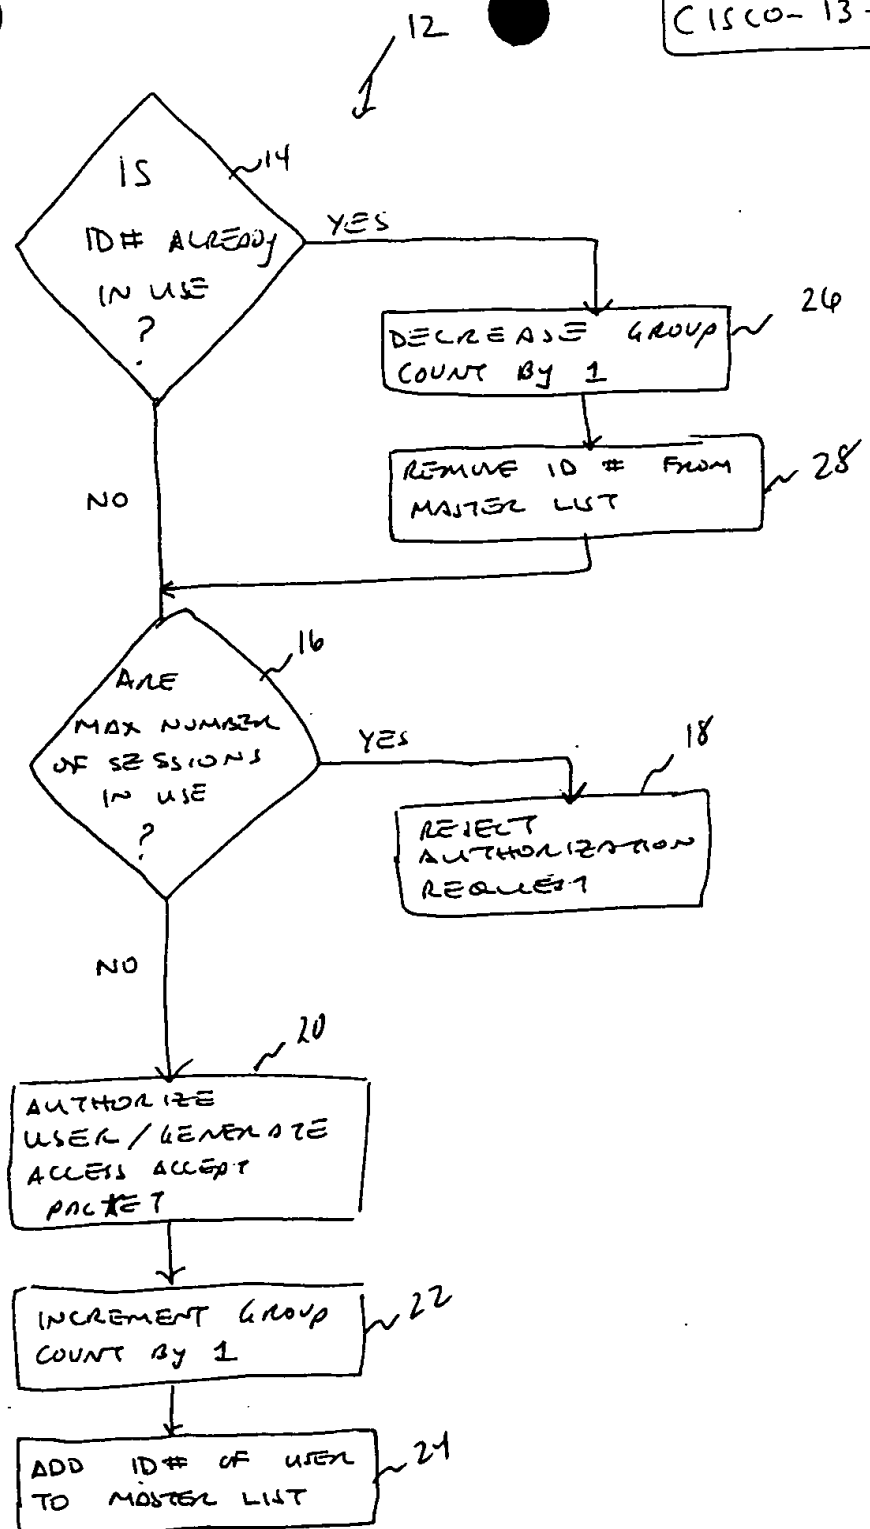 12
CISCO-13-
14
IS
ID# ALREADY
IN USE
?
YES
26
DECREASE GROUP
COUNT BY 1
28
REMOVE ID # FROM
MASTER LIST
NO
16
ARE
MAX NUMBER
OF SESSIONS
IN USE
?
YES
18
REJECT
AUTHORIZATION
REQUEST
NO
20
AUTHORIZE
USER/GENERATE
ACCESS ACCEPT
PACKET
22
INCREMENT GROUP
COUNT BY 1
24
ADD ID# OF USER
TO MASTER LIST